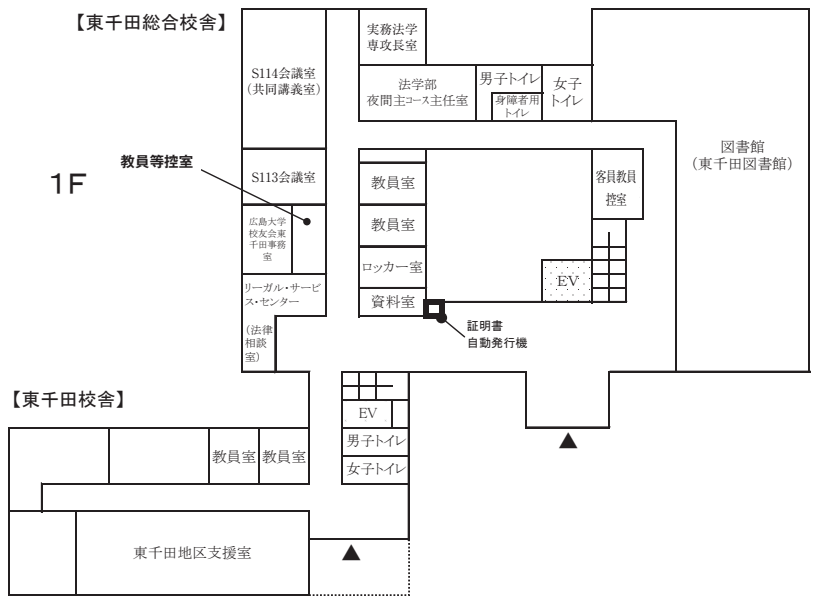 【東千田総合校舎】
1F
S114会議室
（共同講義室）
実務法学
専攻長室
法学部
夜間主コース主任室
男子トイレ
身障者用
トイレ
女子
トイレ
図書館
（東千田図書館）
教員等控室
S113会議室
教員室
客員教員
控室
広島大学
校友会東
千田事務
室
教員室
ロッカー室
EV
リーガル・サービ
ス・センター
資料室
（法律
相談
室）
証明書
自動発行機
【東千田校舎】
EV
男子トイレ
女子トイレ
教員室
教員室
東千田地区支援室